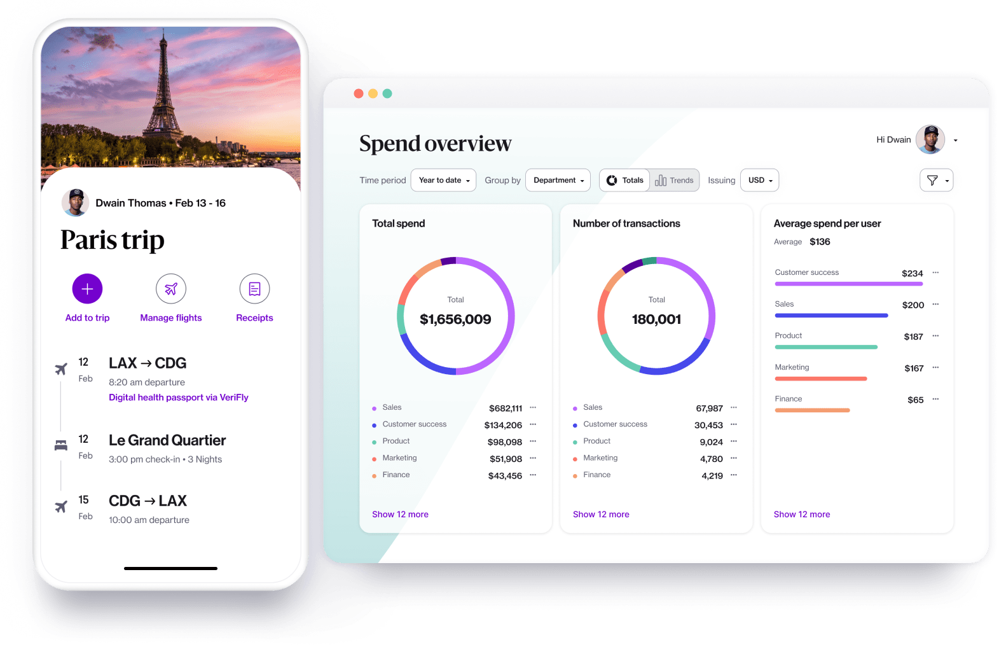 Dwain Thomas • Feb 13 - 16
Paris trip
Add to trip
Manage flights
Receipts
12
Feb
LAX → CDG
8:20 am departure
Digital health passport via VeriFly
12
Feb
Le Grand Quartier
3:00 pm check-in • 3 Nights
15
Feb
CDG → LAX
10:00 am departure
Spend overview
Hi Dwain
Time period
Year to date
Group by
Department
Totals
Trends
Issuing
USD
Total spend
Total
$1,656,009
Sales $682,111 ...
Customer success $134,206 ...
Product $98,098 ...
Marketing $51,908 ...
Finance $43,456 ...
Show 12 more
Number of transactions
Total
180,001
Sales 67,987 ...
Customer success 30,453 ...
Product 9,024 ...
Marketing 4,780 ...
Finance 4,219 ...
Show 12 more
Average spend per user
Average $136
Customer success $234 ...
Sales $200 ...
Product $187 ...
Marketing $167 ...
Finance $65 ...
Show 12 more